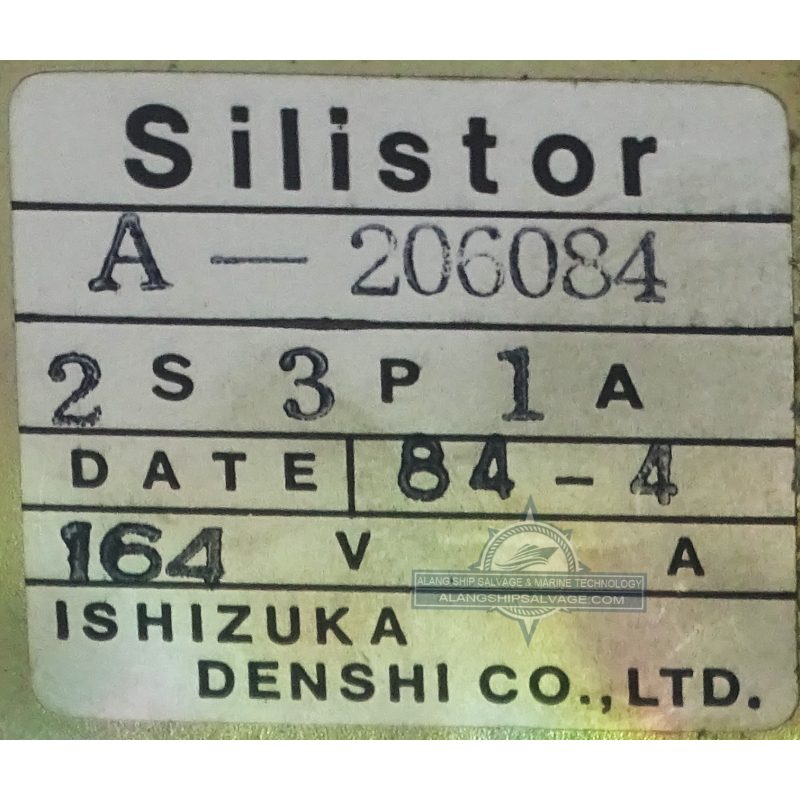 Silistor
A — 206084
2 S 3 P 1 A
DATE 84-4
164 V A
ALANG SHIP SALVAGE & MARINE TECHNOLOGY
ALANGSHIPSALVAGE.COM
ISHIZUKA
DENSHI CO., LTD.